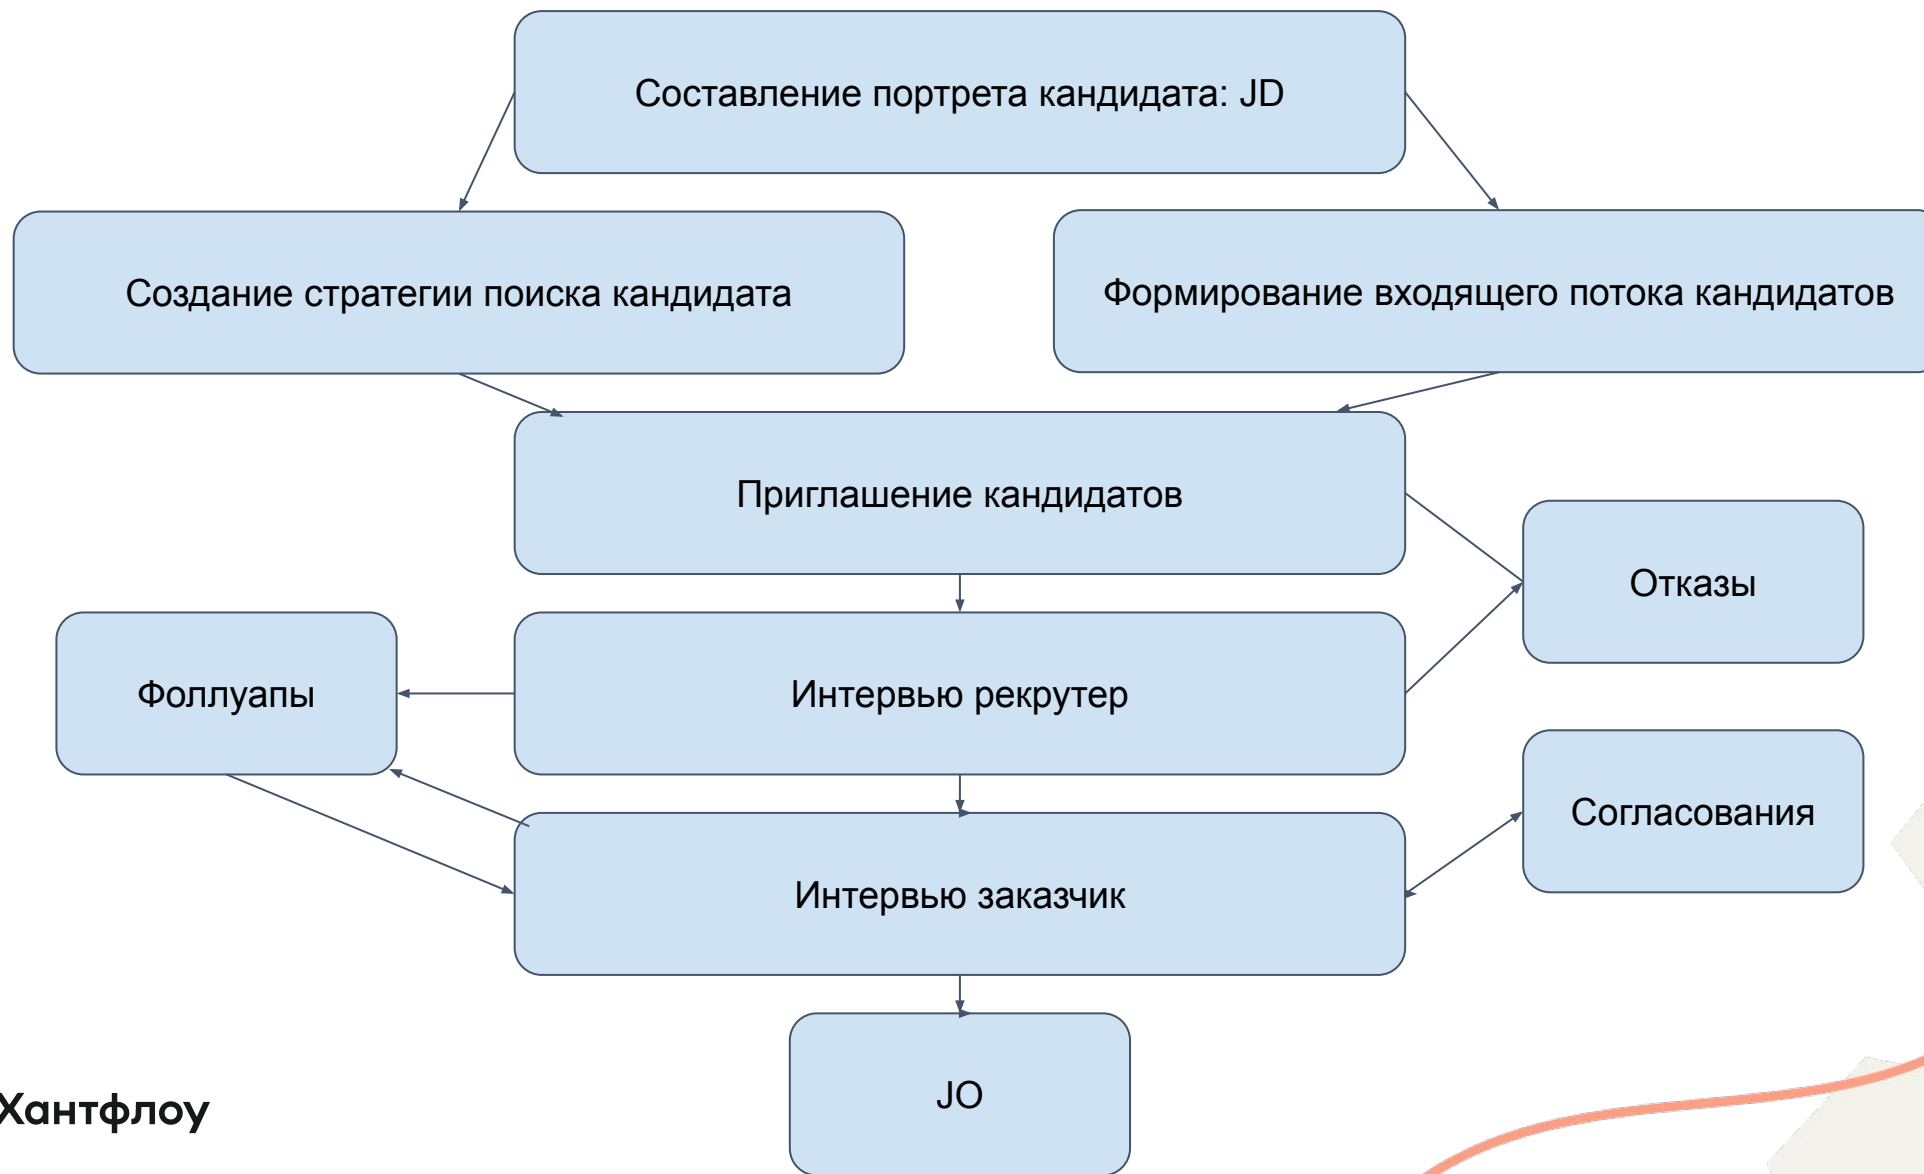 Составление портрета кандидата: JD
Создание стратегии поиска кандидата
Формирование входящего потока кандидатов
Приглашение кандидатов
Отказы
Фоллуапы
Интервью рекрутер
Согласования
Интервью заказчик
JO
Хантфлоу